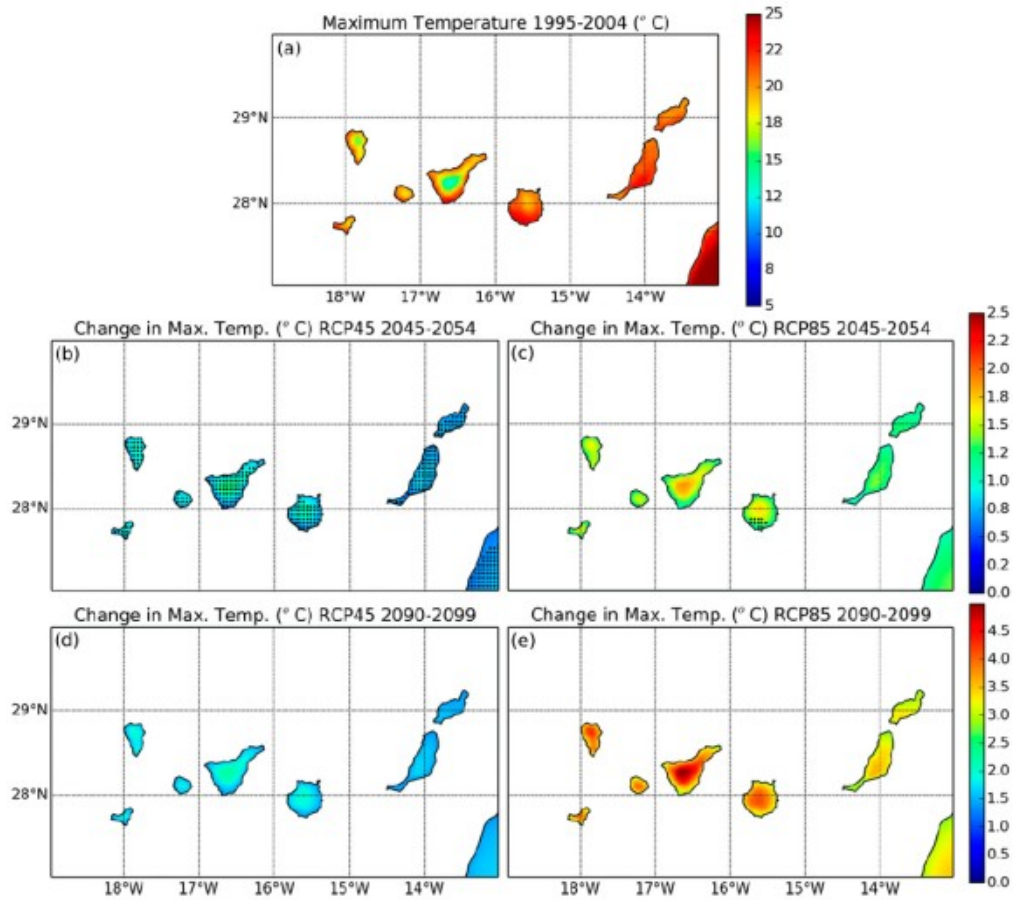 Maximum Temperature 1995-2004 (° C)
(a)
29°N
28°N
18°W 17°W 16°W 15°W 14°W
25
22
20
18
15
12
10
8
5
Change in Max. Temp. (° C) RCP45 2045-2054
(b)
29°N
28°N
Change in Max. Temp. (° C) RCP85 2045-2054
(c)
2.5
2.2
2.0
1.8
1.5
1.2
1.0
0.8
0.5
0.2
0.0
Change in Max. Temp. (° C) RCP45 2090-2099
(d)
29°N
28°N
18°W 17°W 16°W 15°W 14°W
Change in Max. Temp. (° C) RCP85 2090-2099
(e)
18°W 17°W 16°W 15°W 14°W
4.5
4.0
3.5
3.0
2.5
2.0
1.5
1.0
0.5
0.0